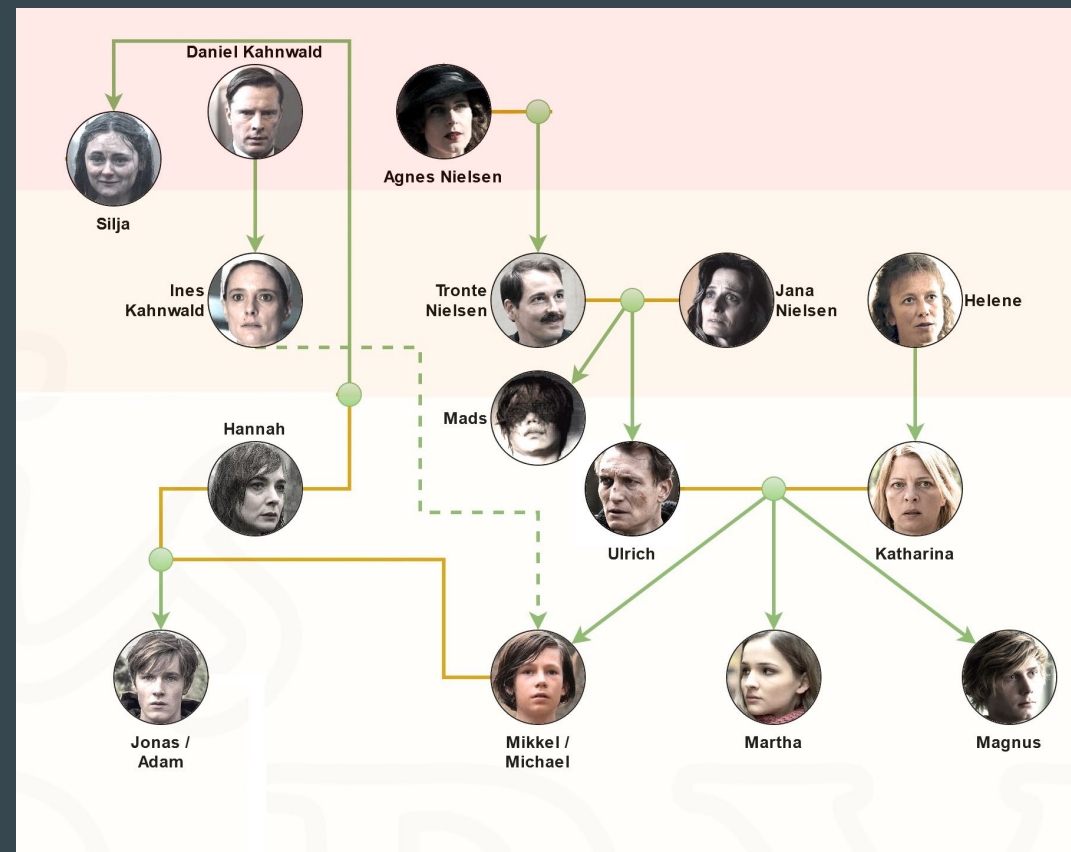 Daniel Kahnwald
Agnes Nielsen
Silja
Ines
Kahnwald
Tronte
Nielsen
Jana
Nielsen
Helene
Mads
Hannah
Ulrich
Katharina
Jonas /
Adam
Mikkel /
Michael
Martha
Magnus